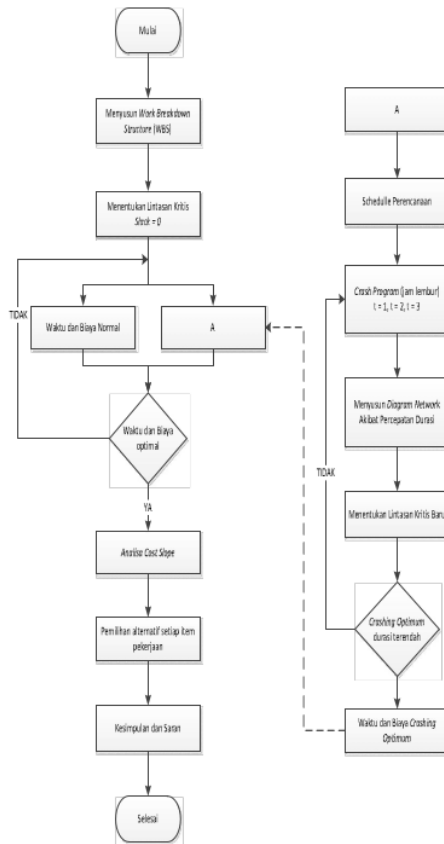 Mulai
Menyusun Work Breakdown
Structure (WBS)
Menentukan Lintasan Kritis
Slack = 0
TIDAK
Waktu dan Biaya Normal
A
Waktu dan Biaya
optimal
YA
Analisa Cost Slope
Pemilihan alternatif setiap item
pekerjaan
Kesimpulan dan Saran
Selesai
A
Schedulle Perencanaan
Crash Program (jam lembur)
t = 1, t = 2, t = 3
Menyusun Diagram Network
Akibat Percepatan Durasi
TIDAK
Menentukan Lintasan Kritis Baru
Crashing Optimum
durasi terendah
Waktu dan Biaya Crashing
Optimum